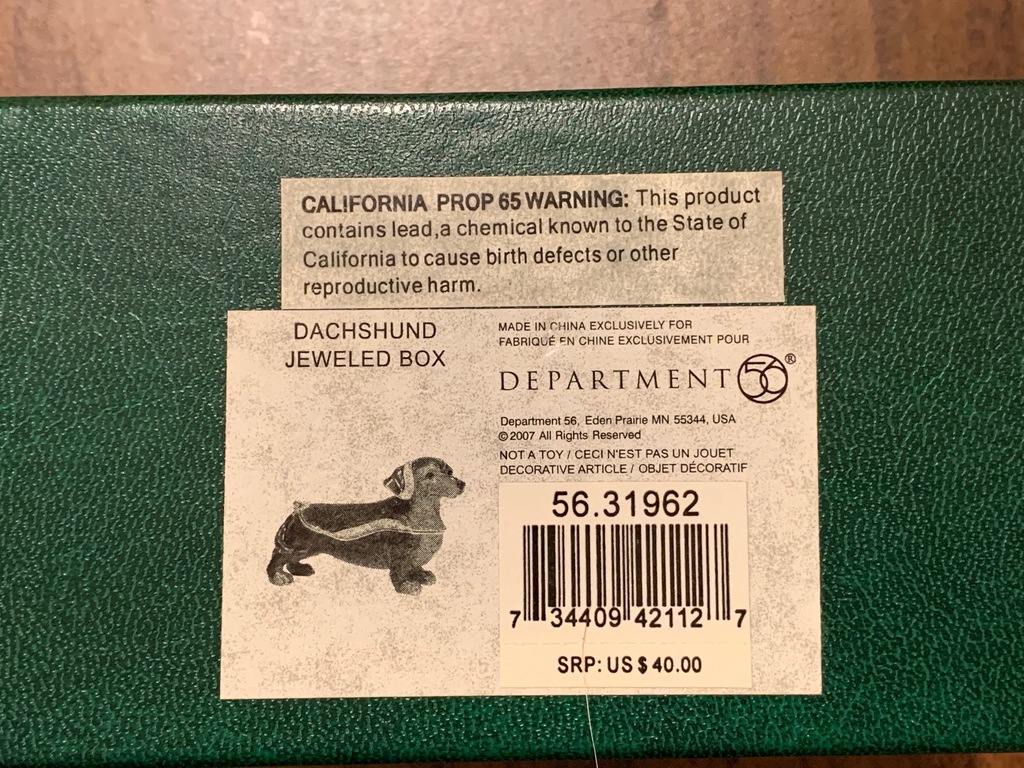 CALIFORNIA PROP 65 WARNING: This product
contains lead,a chemical known to the State of
California to cause birth defects or other
reproductive harm.
DACHSHUND
JEWELED BOX
MADE IN CHINA EXCLUSIVELY FOR
FABRIQUÉ EN CHINE EXCLUSIVEMENT POUR
DEPARTMENT 56®
Department 56, Eden Prairie MN 55344, USA
©2007 All Rights Reserved
NOT A TOY / CECI N'EST PAS UN JOUET
DECORATIVE ARTICLE / OBJET DÉCORATIF
56.31962
7 34409 42112 7
SRP: US $ 40.00